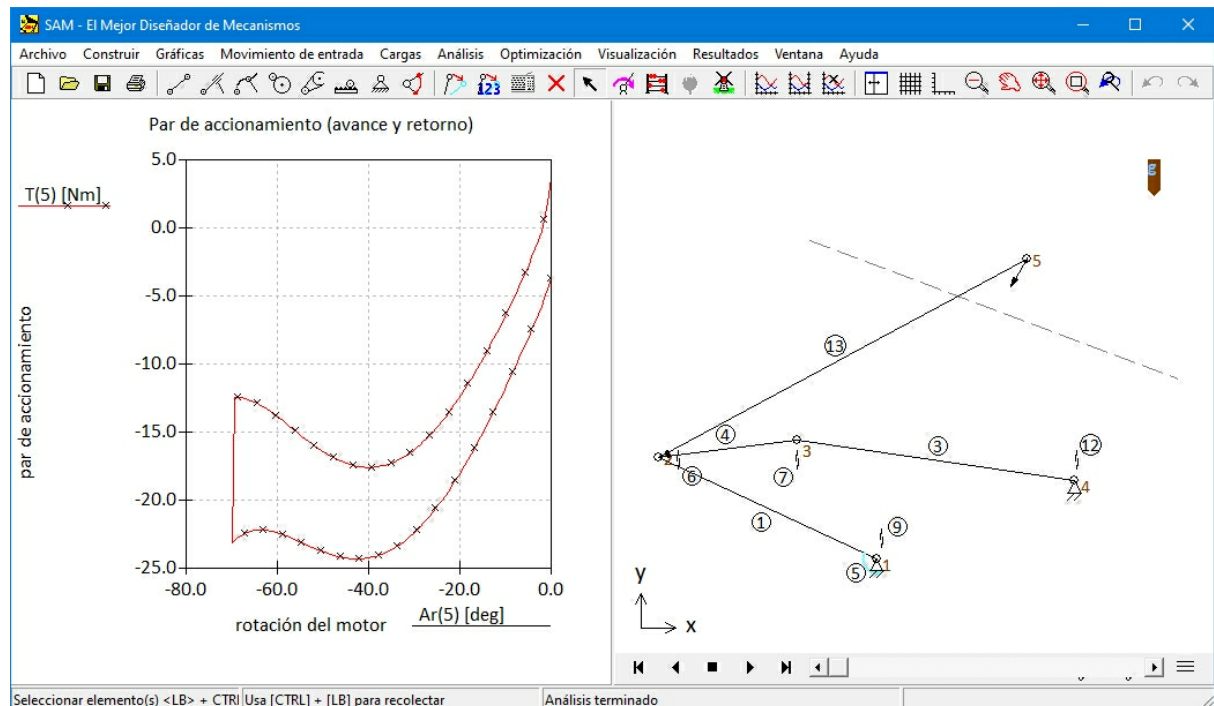 SAM - El Mejor Diseñador de Mecanismos
Archivo Construir Gráficas Movimiento de entrada Cargas Análisis Optimización Visualización Resultados Ventana Ayuda
123
Par de accionamiento (avance y retorno)
T(5) [Nm]
5.0
0.0
-5.0
-10.0
-15.0
-20.0
-25.0
par de accionamiento
-80.0 -60.0 -40.0 -20.0 0.0
rotación del motor Ar(5) [deg]
5
13
4
3
3
12
2
6
7
4
1
9
5
1
y
x
Seleccionar elemento(s) <LB> + CTRI Usa [CTRL] + [LB] para recolectar Análisis terminado